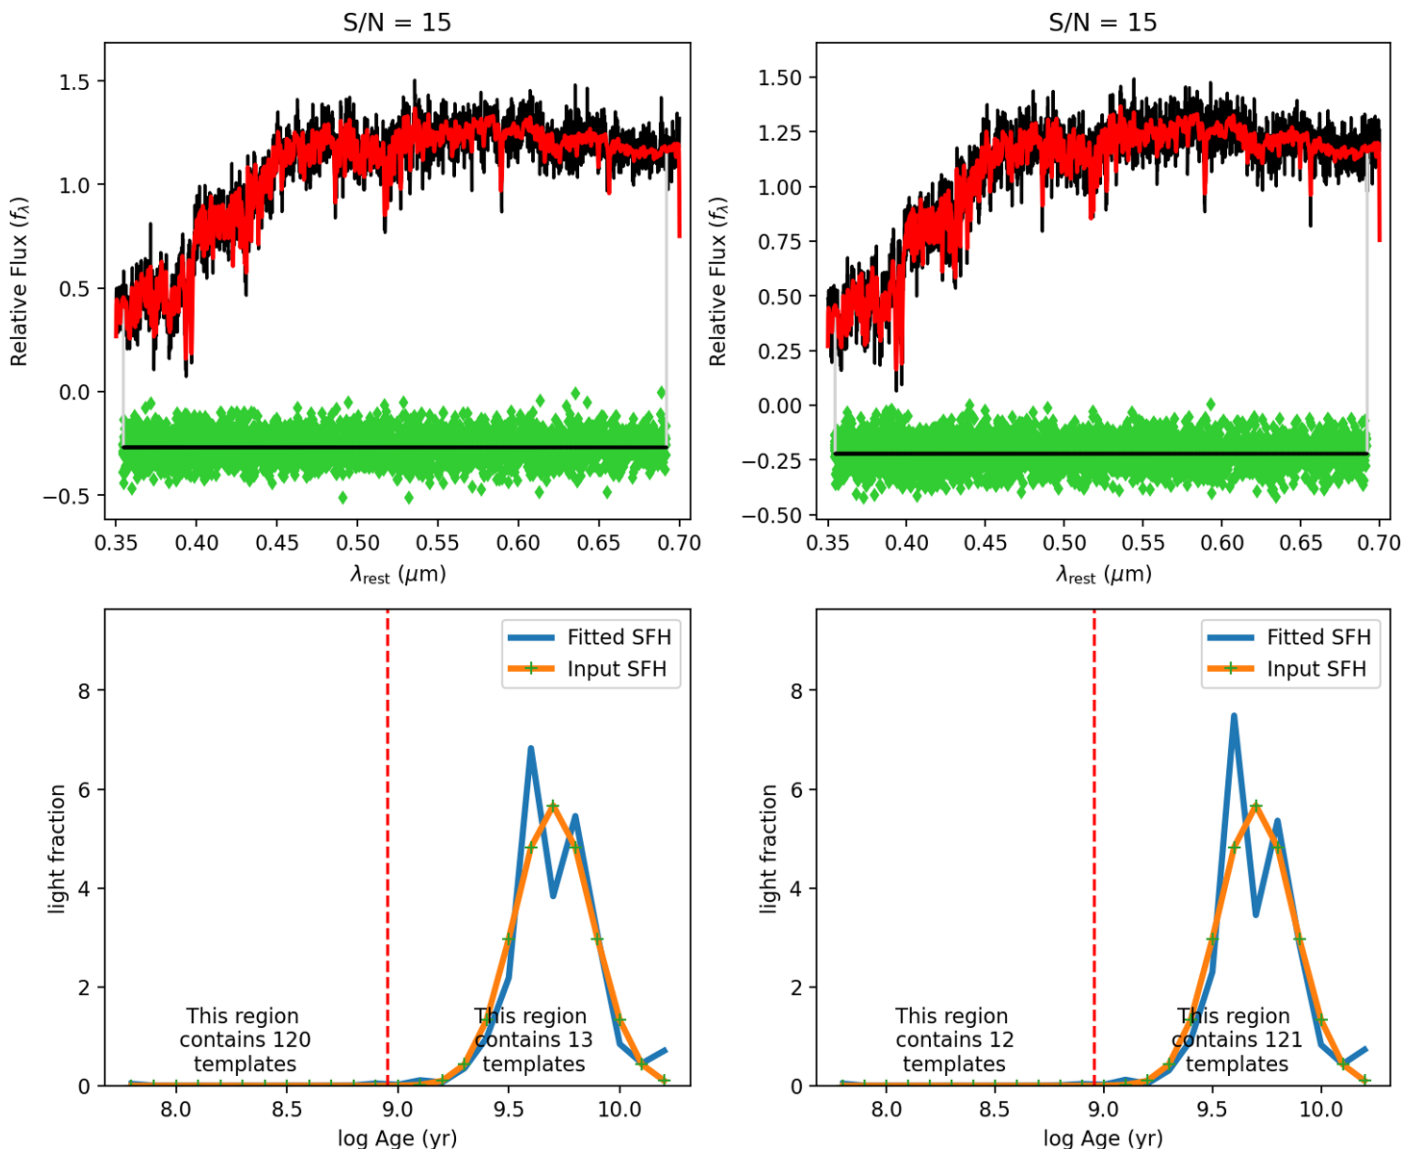 S/N = 15
1.5
1.0
0.5
0.0
−0.5
Relative Flux (fλ)
0.35 0.40 0.45 0.50 0.55 0.60 0.65 0.70
λrest (μm)
S/N = 15
1.50
1.25
1.00
0.75
0.50
0.25
0.00
−0.25
−0.50
Relative Flux (fλ)
0.35 0.40 0.45 0.50 0.55 0.60 0.65 0.70
λrest (μm)
Fitted SFH
Input SFH
8
6
4
2
0
light fraction
This region
contains 120
templates
This region
contains 13
templates
8.0 8.5 9.0 9.5 10.0
log Age (yr)
Fitted SFH
Input SFH
8
6
4
2
0
light fraction
This region
contains 12
templates
This region
contains 121
templates
8.0 8.5 9.0 9.5 10.0
log Age (yr)